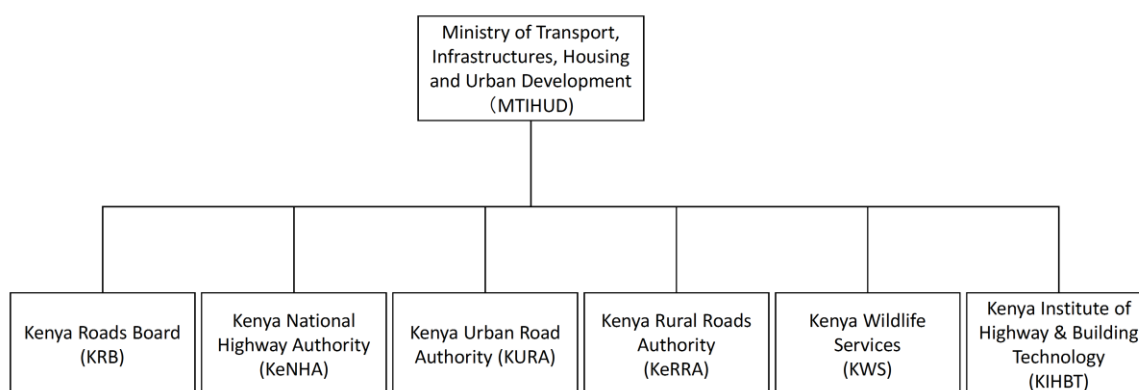 Ministry of Transport,
Infrastructures, Housing
and Urban Development
（MTIHUD)
Kenya Roads Board
(KRB)
Kenya National
Highway Authority
(KeNHA)
Kenya Urban Road
Authority (KURA)
Kenya Rural Roads
Authority
(KeRRA)
Kenya Wildlife
Services
(KWS)
Kenya Institute of
Highway & Building
Technology
(KIHBT)